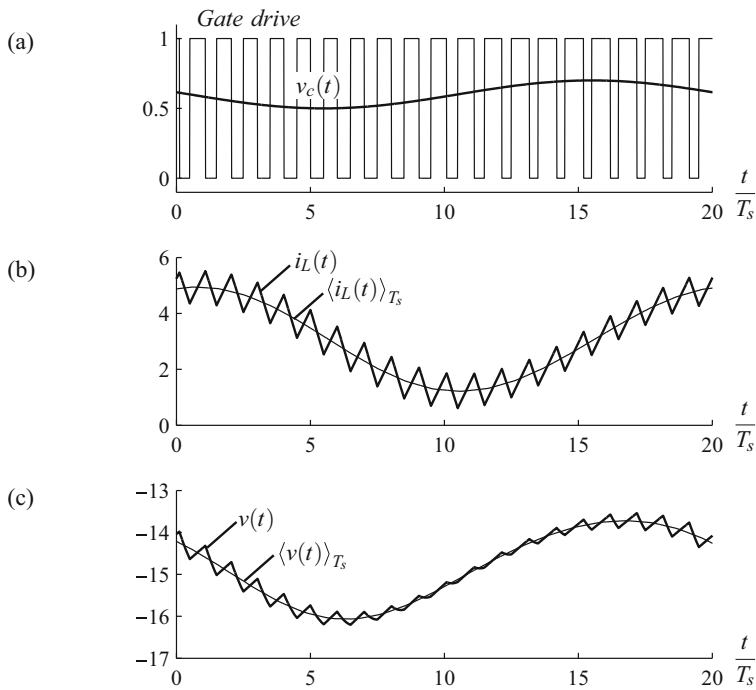 Gate drive
(a)
1
v_c(t)
0.5
0
0 5 10 15 20
t/T_s
(b)
6
i_L(t)
⟨i_L(t)⟩_{T_s}
4
2
0
0 5 10 15 20
t/T_s
(c)
−13
v(t)
−14
⟨v(t)⟩_{T_s}
−15
−16
−17
0 5 10 15 20
t/T_s